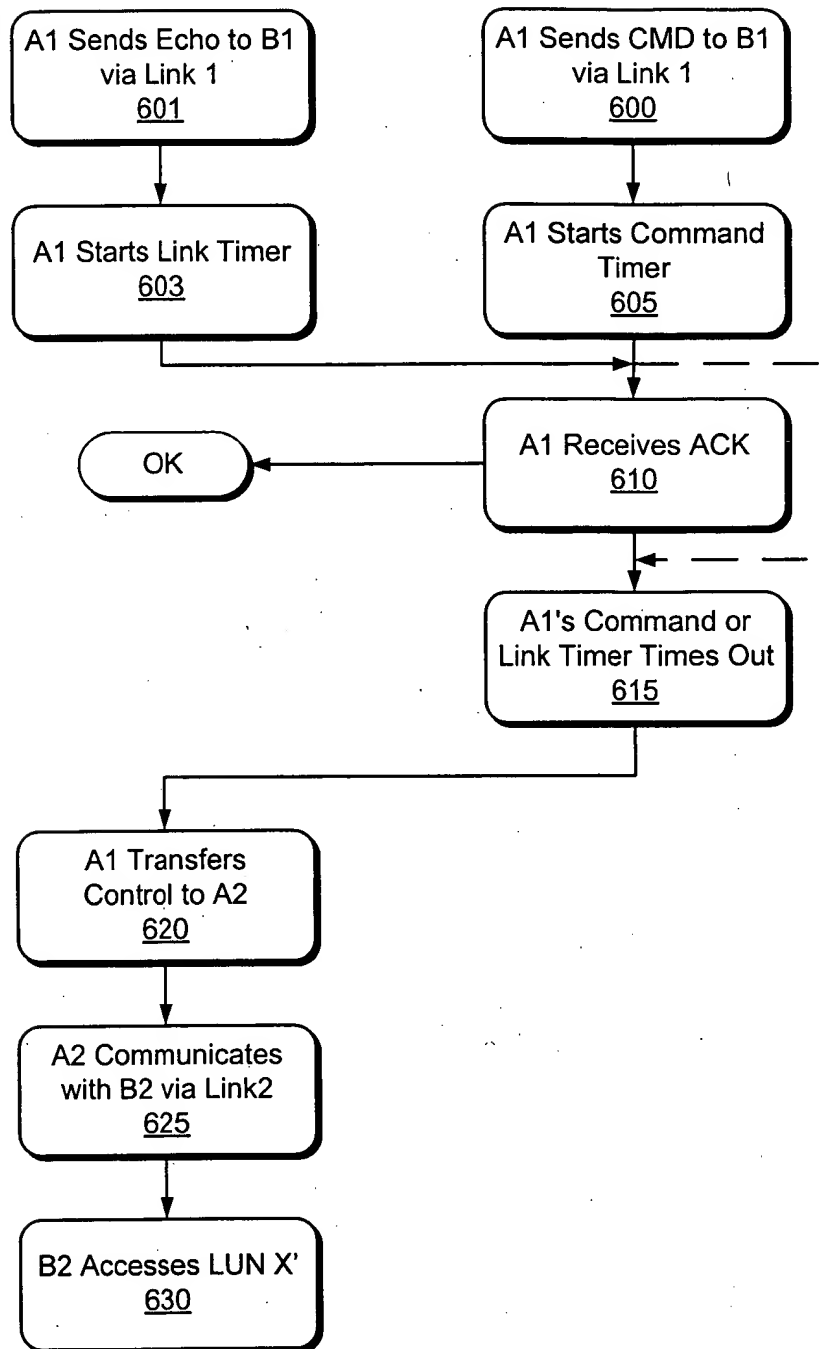 A1 Sends Echo to B1
via Link 1
601
A1 Sends CMD to B1
via Link 1
600
A1 Starts Link Timer
603
A1 Starts Command
Timer
605
OK
A1 Receives ACK
610
A1's Command or
Link Timer Times Out
615
A1 Transfers
Control to A2
620
A2 Communicates
with B2 via Link2
625
B2 Accesses LUN X'
630